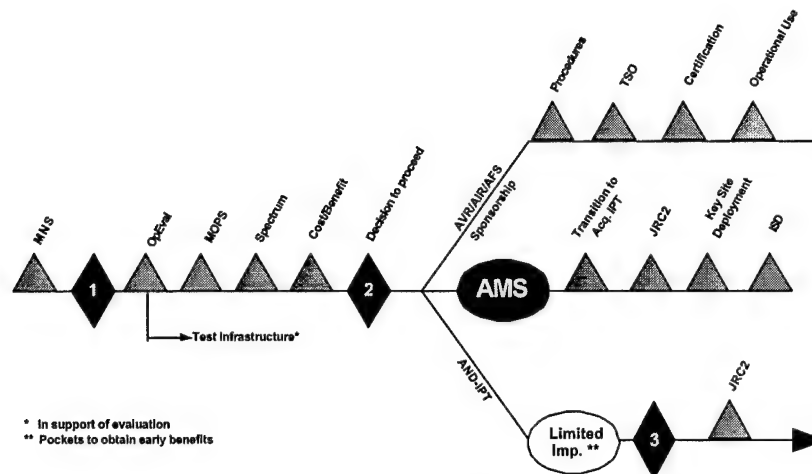 Procedures
TSO
Certification
Operational Use
AVR/AIR/AFS
Sponsorship
MNS
1
OpEval
MOPS
Spectrum
Cost/Benefit
Decision to proceed
2
AMS
Transition to
Acq. IPT
JRC2
Key Site
Deployment
ISD
Test Infrastructure*
AND-IPT
Limited
Imp. **
3
JRC2
* In support of evaluation
** Pockets to obtain early benefits